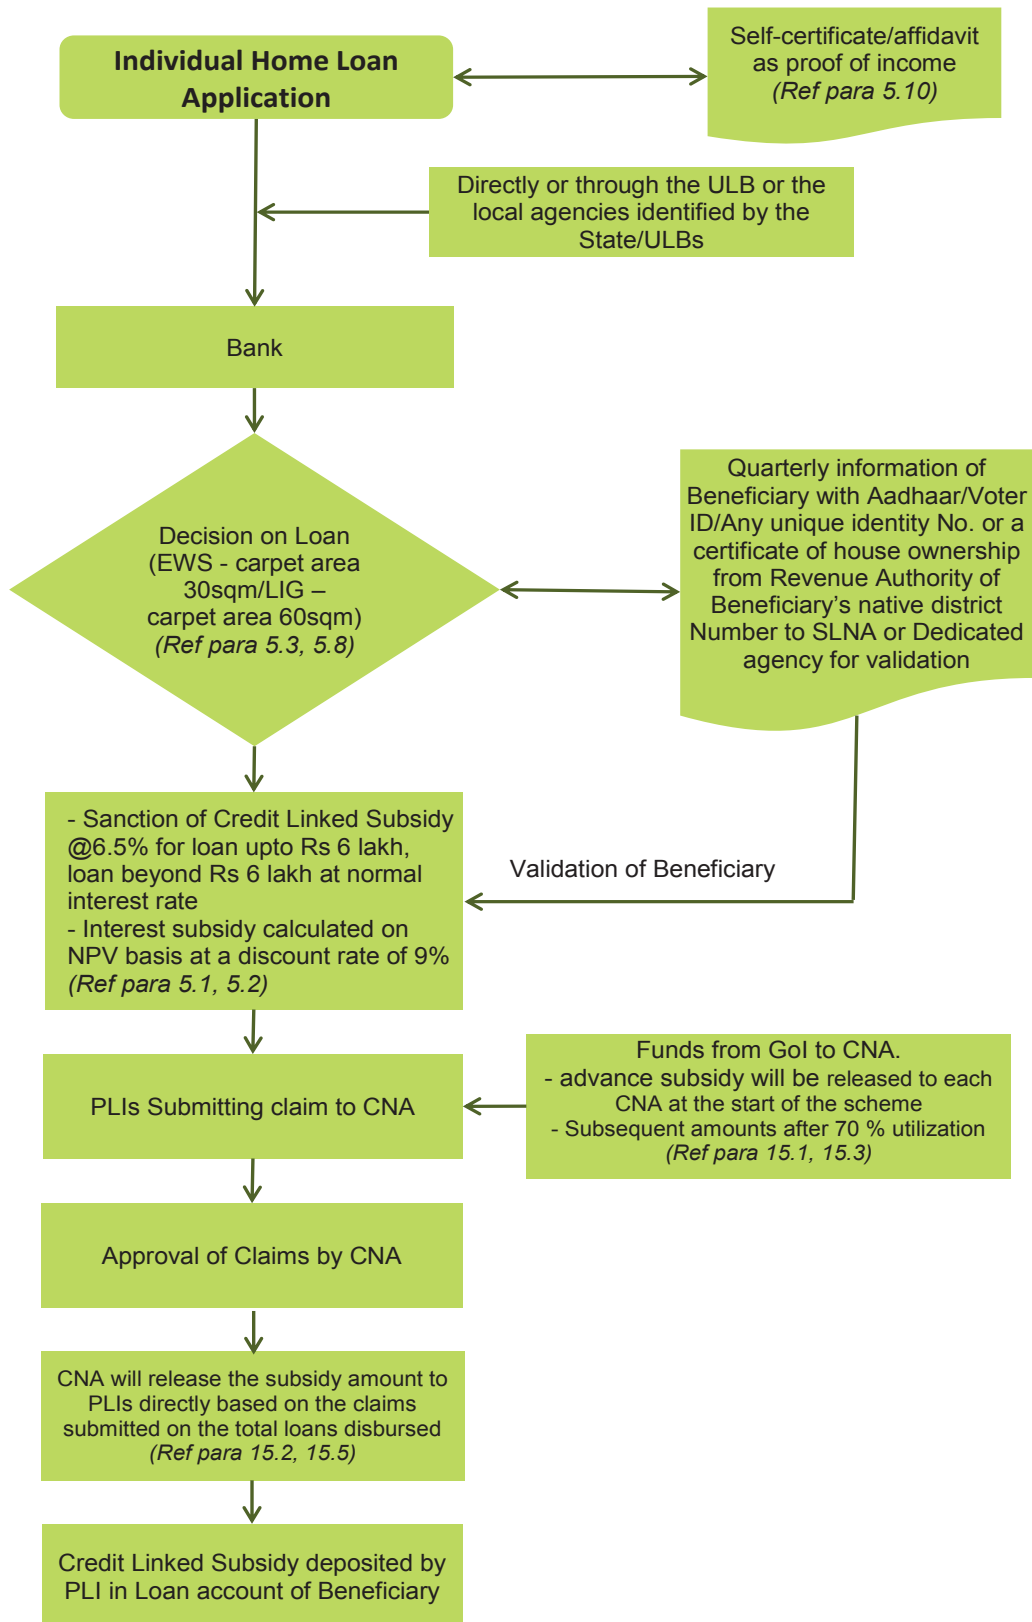 Individual Home Loan
Application
Self-certificate/affidavit
as proof of income
(Ref para 5.10)
Directly or through the ULB or the
local agencies identified by the
State/ULBs
Bank
Decision on Loan
(EWS - carpet area
30sqm/LIG –
carpet area 60sqm)
(Ref para 5.3, 5.8)
Quarterly information of
Beneficiary with Aadhaar/Voter
ID/Any unique identity No. or a
certificate of house ownership
from Revenue Authority of
Beneficiary's native district
Number to SLNA or Dedicated
agency for validation
- Sanction of Credit Linked Subsidy
@6.5% for loan upto Rs 6 lakh,
loan beyond Rs 6 lakh at normal
interest rate
- Interest subsidy calculated on
NPV basis at a discount rate of 9%
(Ref para 5.1, 5.2)
Validation of Beneficiary
PLIs Submitting claim to CNA
Funds from GoI to CNA.
- advance subsidy will be released to each
CNA at the start of the scheme
- Subsequent amounts after 70 % utilization
(Ref para 15.1, 15.3)
Approval of Claims by CNA
CNA will release the subsidy amount to
PLIs directly based on the claims
submitted on the total loans disbursed
(Ref para 15.2, 15.5)
Credit Linked Subsidy deposited by
PLI in Loan account of Beneficiary